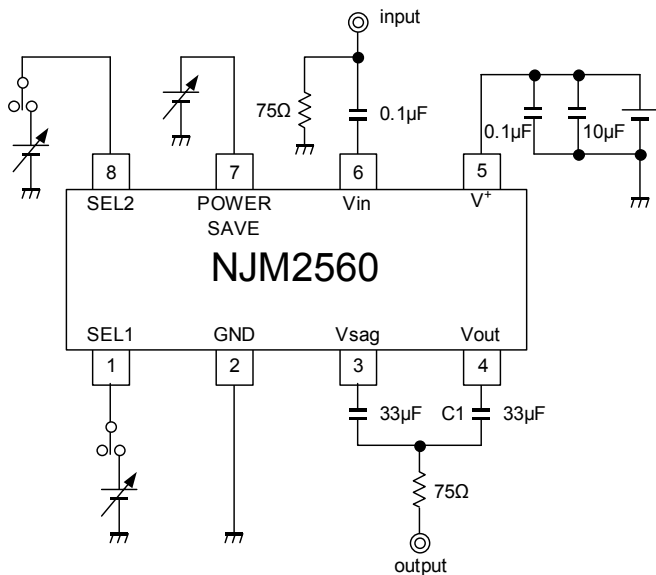 input
75Ω
0.1µF
0.1µF
10µF
8
7
6
5
SEL2
POWER
SAVE
Vin
V+
NJM2560
SEL1
GND
Vsag
Vout
1
2
3
4
33µF
C1
33µF
75Ω
output